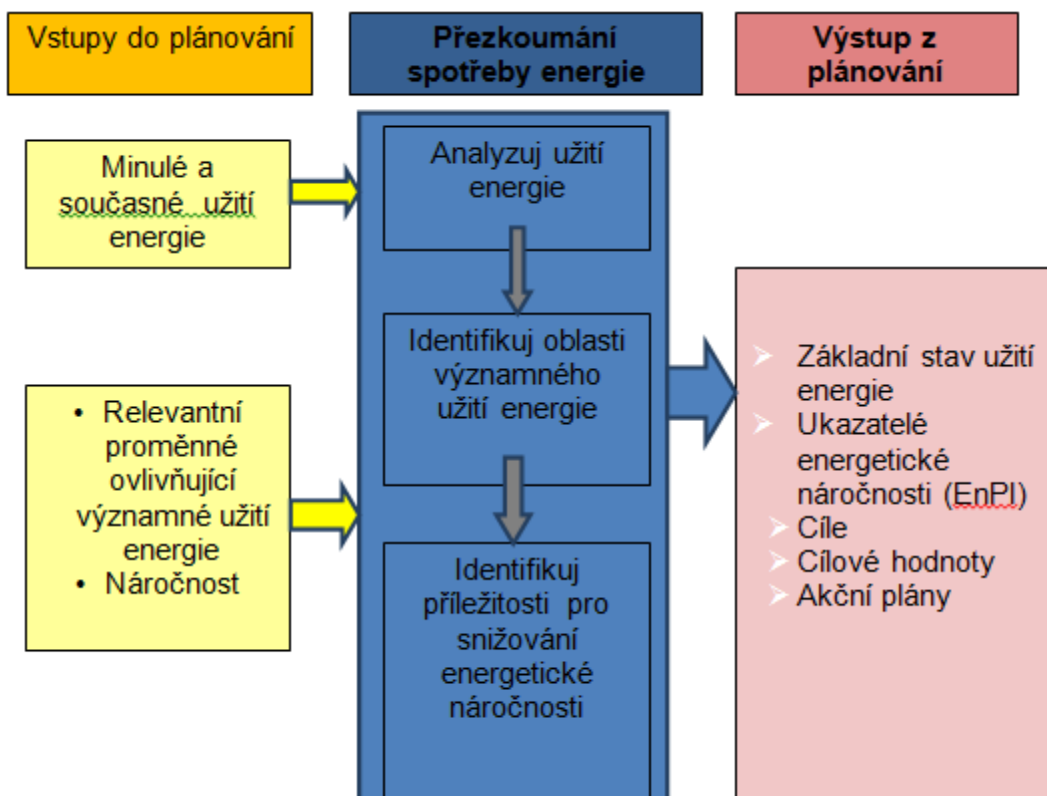 Vstupy do plánování
Přezkoumání
spotřeby energie
Výstup z
plánování
Minulé a
současné užití
energie
• Relevantní
proměnné
ovlivňující
významné užití
energie
• Náročnost
Analyzuj užití
energie
Identifikuj oblasti
významného
užití energie
Identifikuj
příležitosti pro
snižování
energetické
náročnosti
➢ Základní stav užití
energie
➢ Ukazatelé
energetické
náročnosti (EnPI)
➢ Cíle
➢ Cílové hodnoty
➢ Akční plány